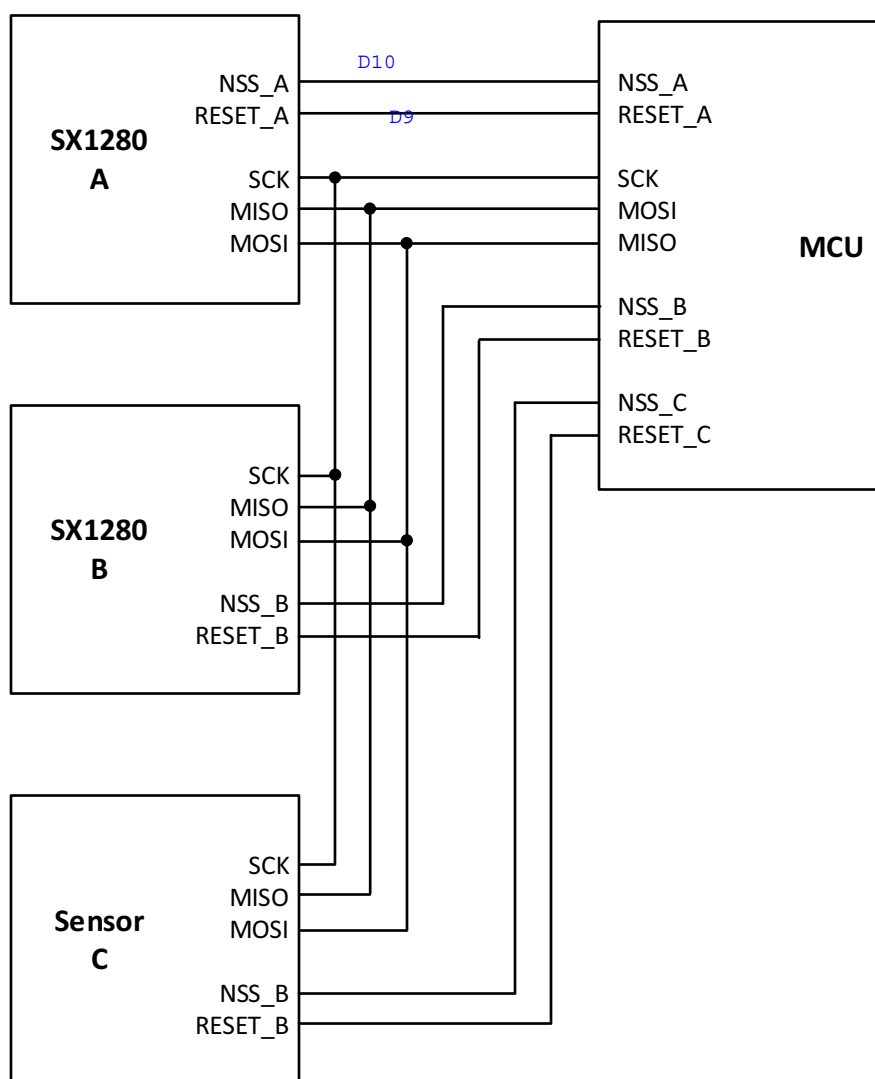 D10
NSS_A
NSS_A
RESET_A
D9
RESET_A
SX1280
A
SCK
SCK
MISO
MOSI
MOSI
MISO
MCU
NSS_B
RESET_B
NSS_C
RESET_C
SX1280
B
SCK
MISO
MOSI
NSS_B
RESET_B
Sensor
C
SCK
MISO
MOSI
NSS_B
RESET_B